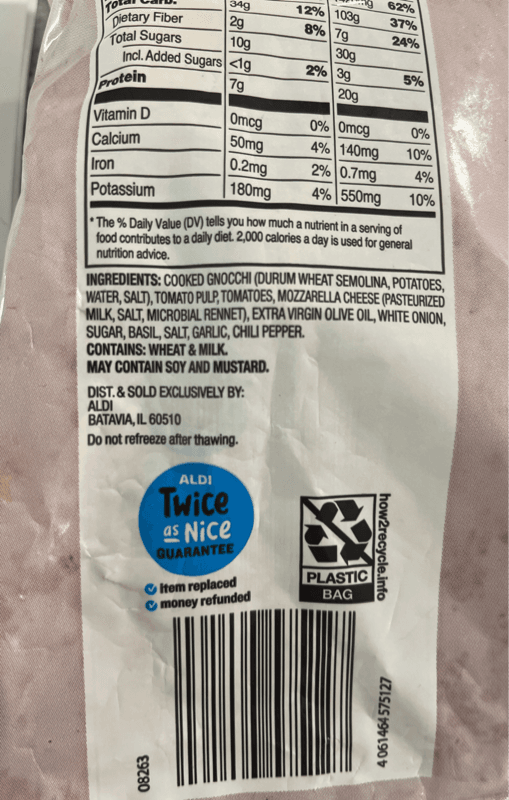 Total Carb. 34g 12% 103g 37%
Dietary Fiber 2g 8% 7g 24%
Total Sugars 10g 30g
Incl. Added Sugars <1g 2% 3g 5%
Protein 7g 20g
Vitamin D 0mcg 0% 0mcg 0%
Calcium 50mg 4% 140mg 10%
Iron 0.2mg 2% 0.7mg 4%
Potassium 180mg 4% 550mg 10%
* The % Daily Value (DV) tells you how much a nutrient in a serving of
food contributes to a daily diet. 2,000 calories a day is used for general
nutrition advice.
INGREDIENTS: COOKED GNOCCHI (DURUM WHEAT SEMOLINA, POTATOES,
WATER, SALT), TOMATO PULP, TOMATOES, MOZZARELLA CHEESE (PASTEURIZED
MILK, SALT, MICROBIAL RENNET), EXTRA VIRGIN OLIVE OIL, WHITE ONION,
SUGAR, BASIL, SALT, GARLIC, CHILI PEPPER.
CONTAINS: WHEAT & MILK.
MAY CONTAIN SOY AND MUSTARD.
DIST. & SOLD EXCLUSIVELY BY:
ALDI
BATAVIA, IL 60510
Do not refreeze after thawing.
ALDI
Twice
as Nice
GUARANTEE
Item replaced
money refunded
PLASTIC
BAG
how2recycle.info
08263
4 061464 575127